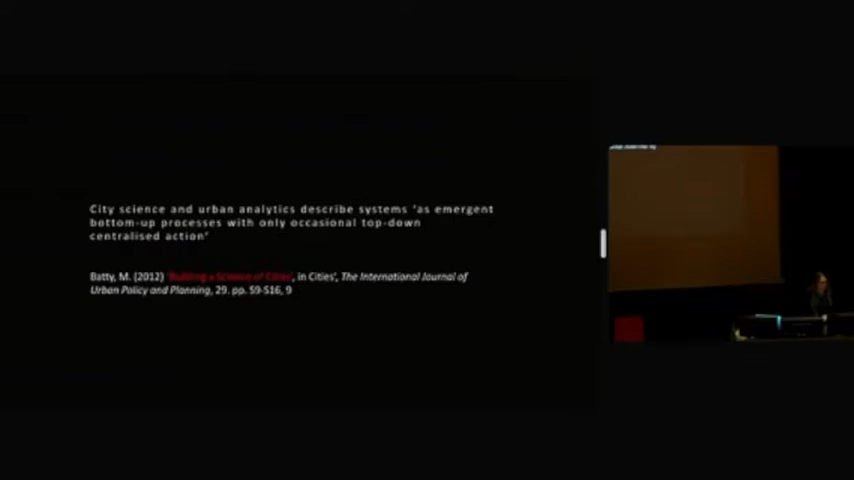 City science and urban analytics describe systems 'as emergent
bottom-up processes with only occasional top-down
centralised action'
Batty, M. (2012) 'Building a Science of Cities', in Cities', The International Journal of
Urban Policy and Planning, 29. pp. S9-S16, 9